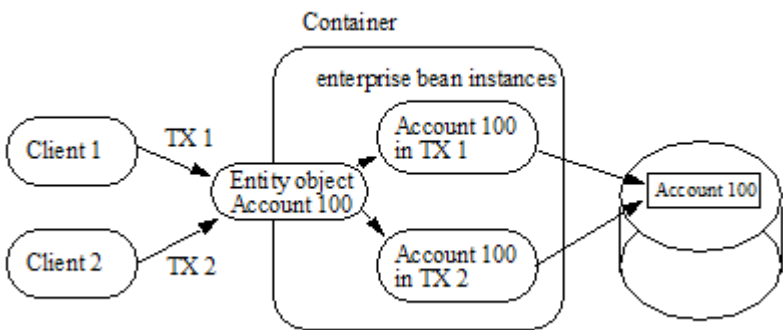 Container
enterprise bean instances
TX 1
Client 1
Account 100
in TX 1
Entity object
Account 100
Account 100
Client 2
TX 2
Account 100
in TX 2